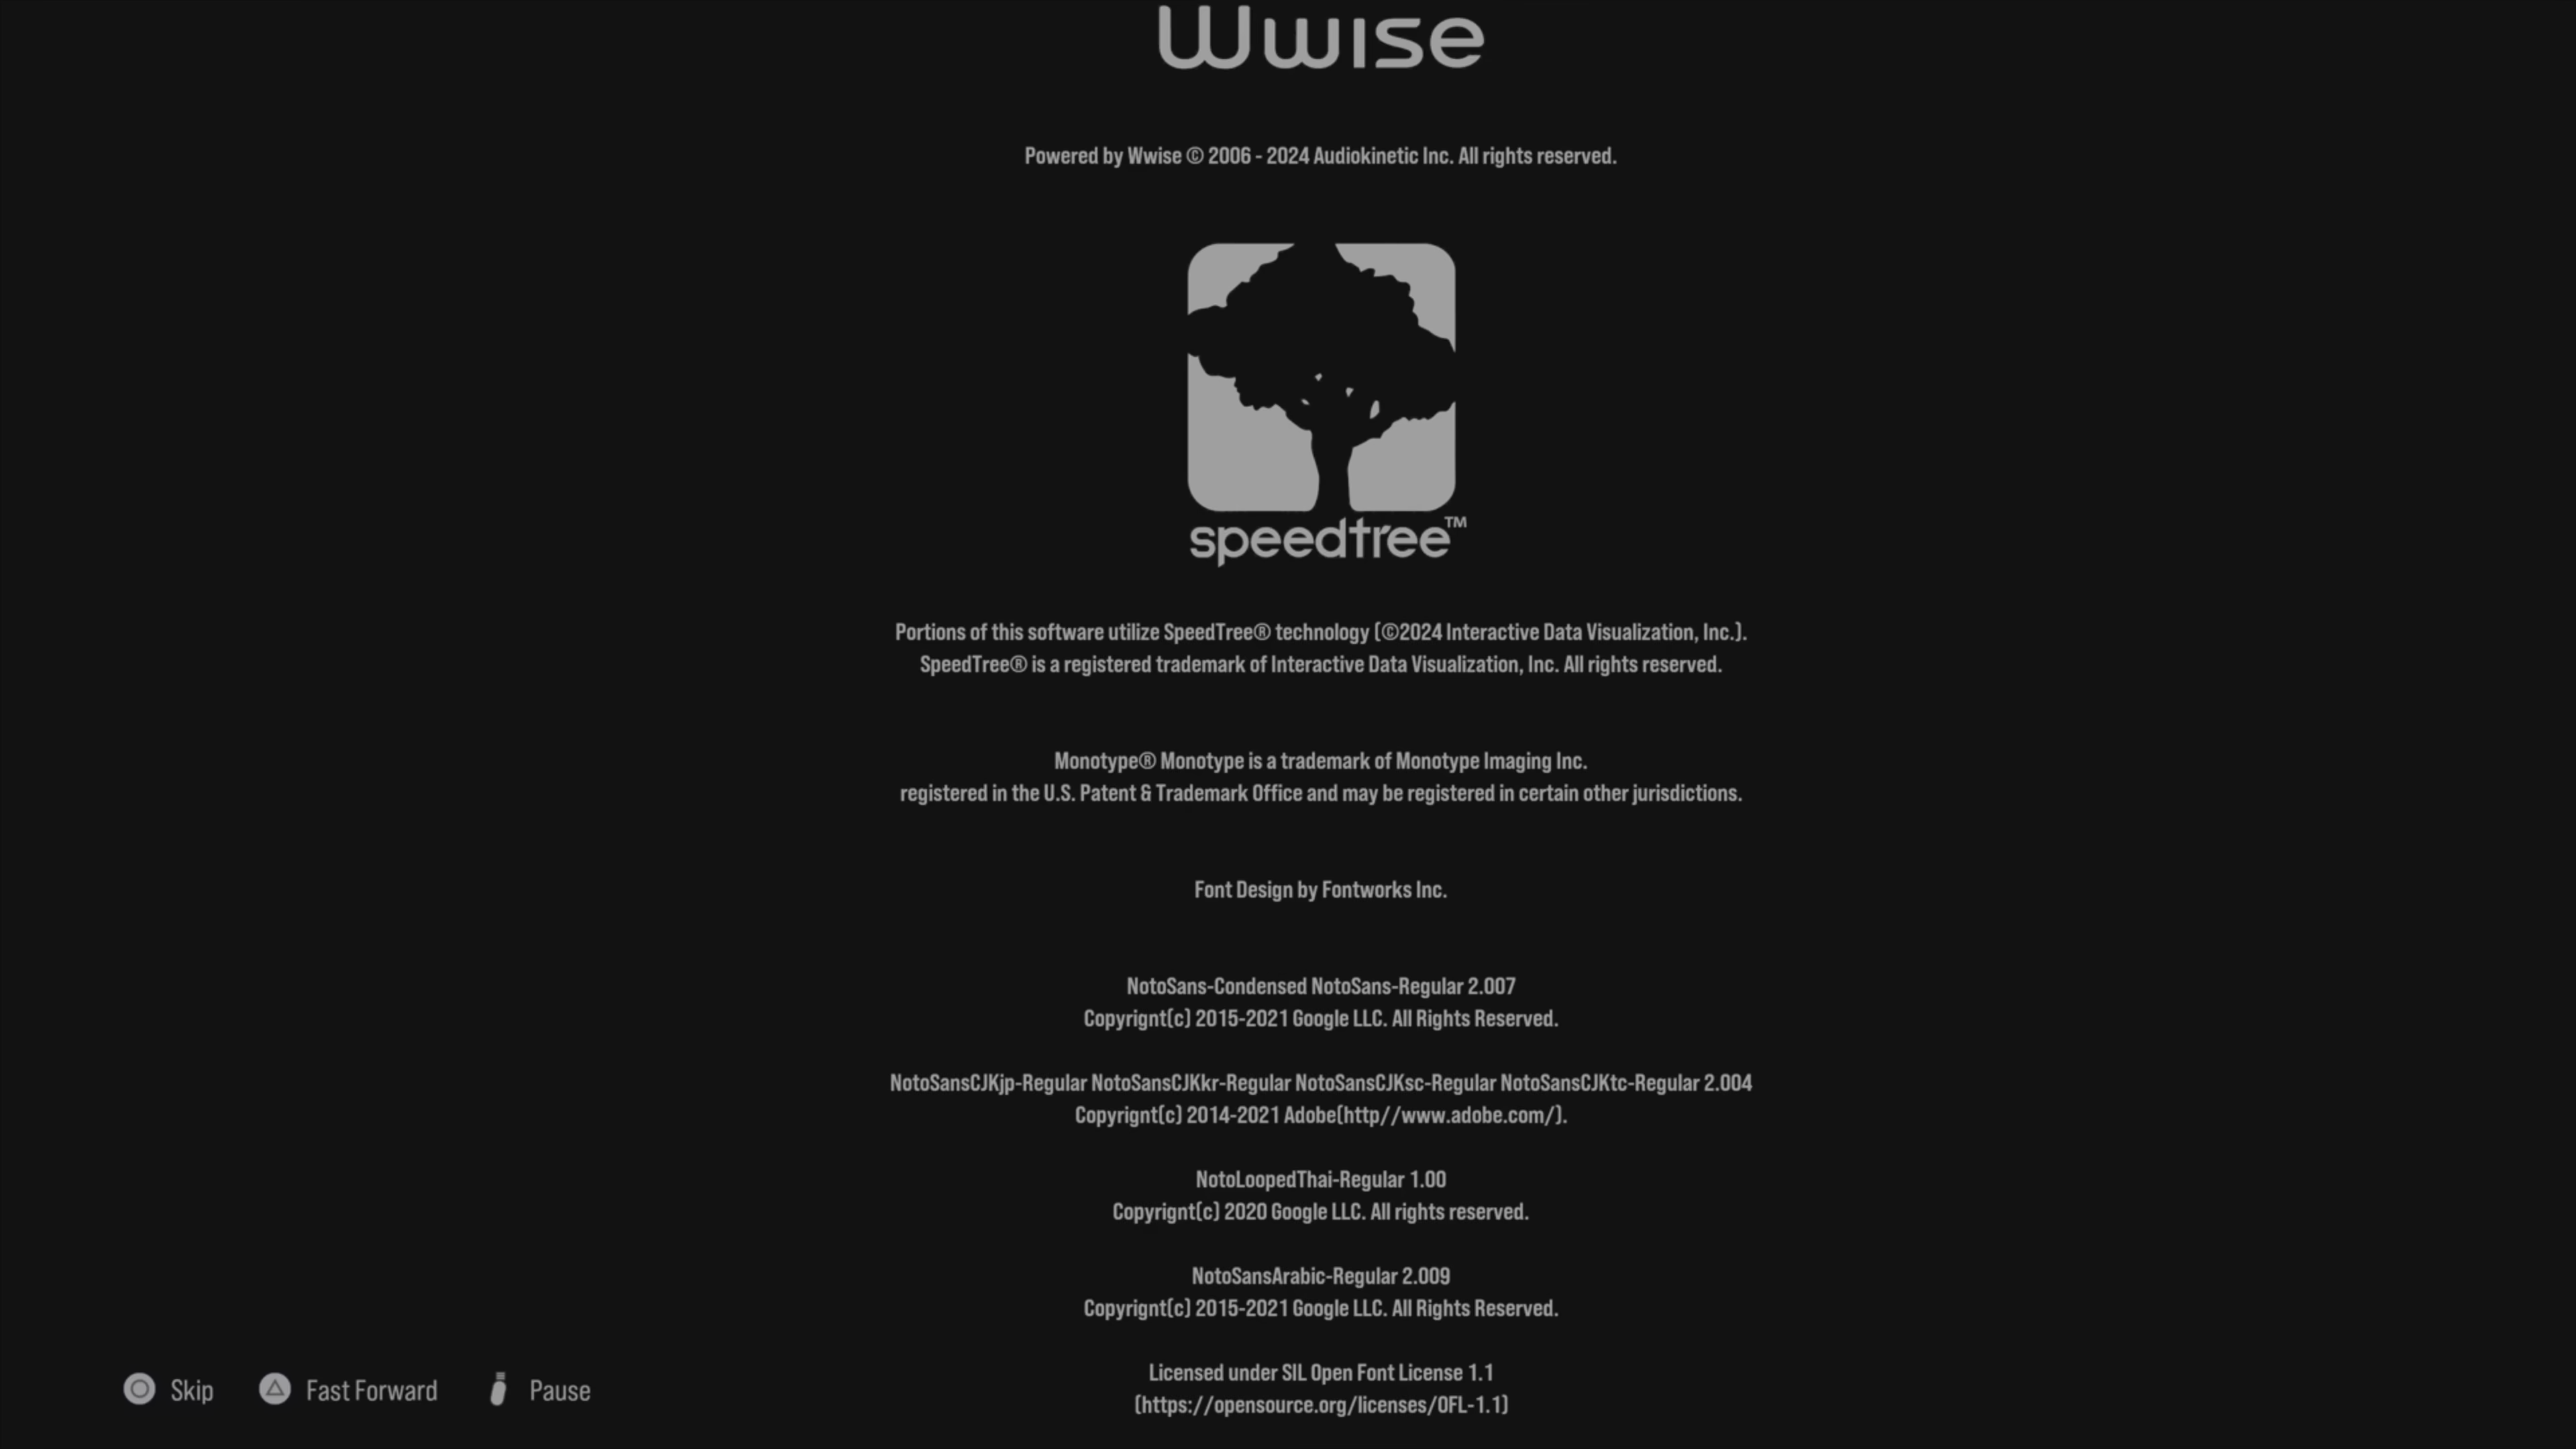 Wwise
Powered by Wwise © 2006 - 2024 Audiokinetic Inc. All rights reserved.
speedtree™
Portions of this software utilize SpeedTree® technology (©2024 Interactive Data Visualization, Inc.).
SpeedTree® is a registered trademark of Interactive Data Visualization, Inc. All rights reserved.
Monotype® Monotype is a trademark of Monotype Imaging Inc.
registered in the U.S. Patent & Trademark Office and may be registered in certain other jurisdictions.
Font Design by Fontworks Inc.
NotoSans-Condensed NotoSans-Regular 2.007
Copyrignt(c) 2015-2021 Google LLC. All Rights Reserved.
NotoSansCJKjp-Regular NotoSansCJKkr-Regular NotoSansCJKsc-Regular NotoSansCJKtc-Regular 2.004
Copyrignt(c) 2014-2021 Adobe(http//www.adobe.com/).
NotoLoopedThai-Regular 1.00
Copyrignt(c) 2020 Google LLC. All rights reserved.
NotoSansArabic-Regular 2.009
Copyrignt(c) 2015-2021 Google LLC. All Rights Reserved.
Licensed under SIL Open Font License 1.1
(https://opensource.org/licenses/OFL-1.1)
Skip Fast Forward Pause